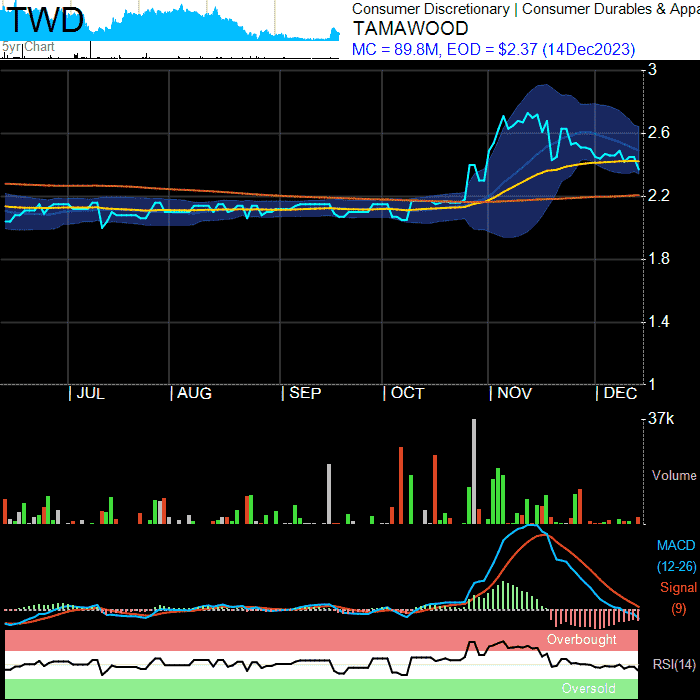 TWD
5yr Chart
Consumer Discretionary | Consumer Durables & Appa
TAMAWOOD
MC = 89.8M, EOD = $2.37 (14Dec2023)
3
2.6
2.2
1.8
1.4
1
| JUL | AUG | SEP | OCT | NOV | DEC
37k
Volume
MACD
(12-26)
Signal
(9)
Overbought
RSI(14)
Oversold